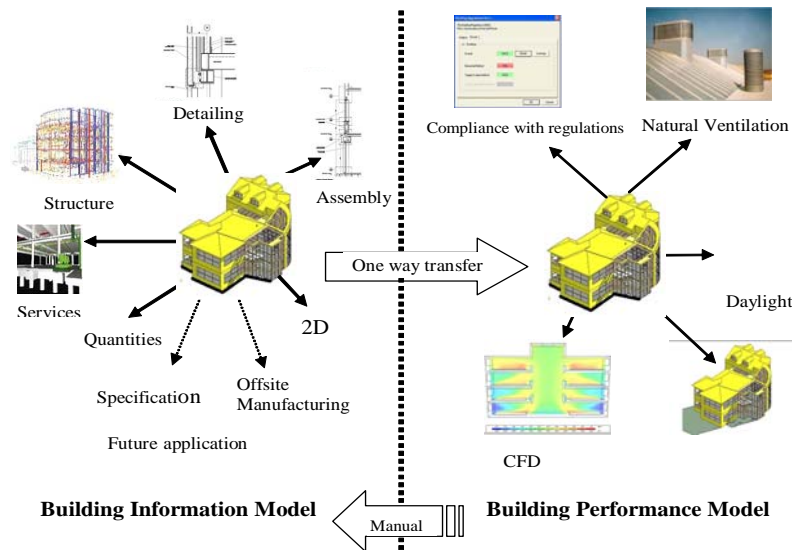 Detailing
Structure
Assembly
Services
Quantities
2D
Specification
Offsite
Manufacturing
Future application
Building Information Model
Compliance with regulations
Natural Ventilation
One way transfer
Daylight
CFD
Manual
Building Performance Model